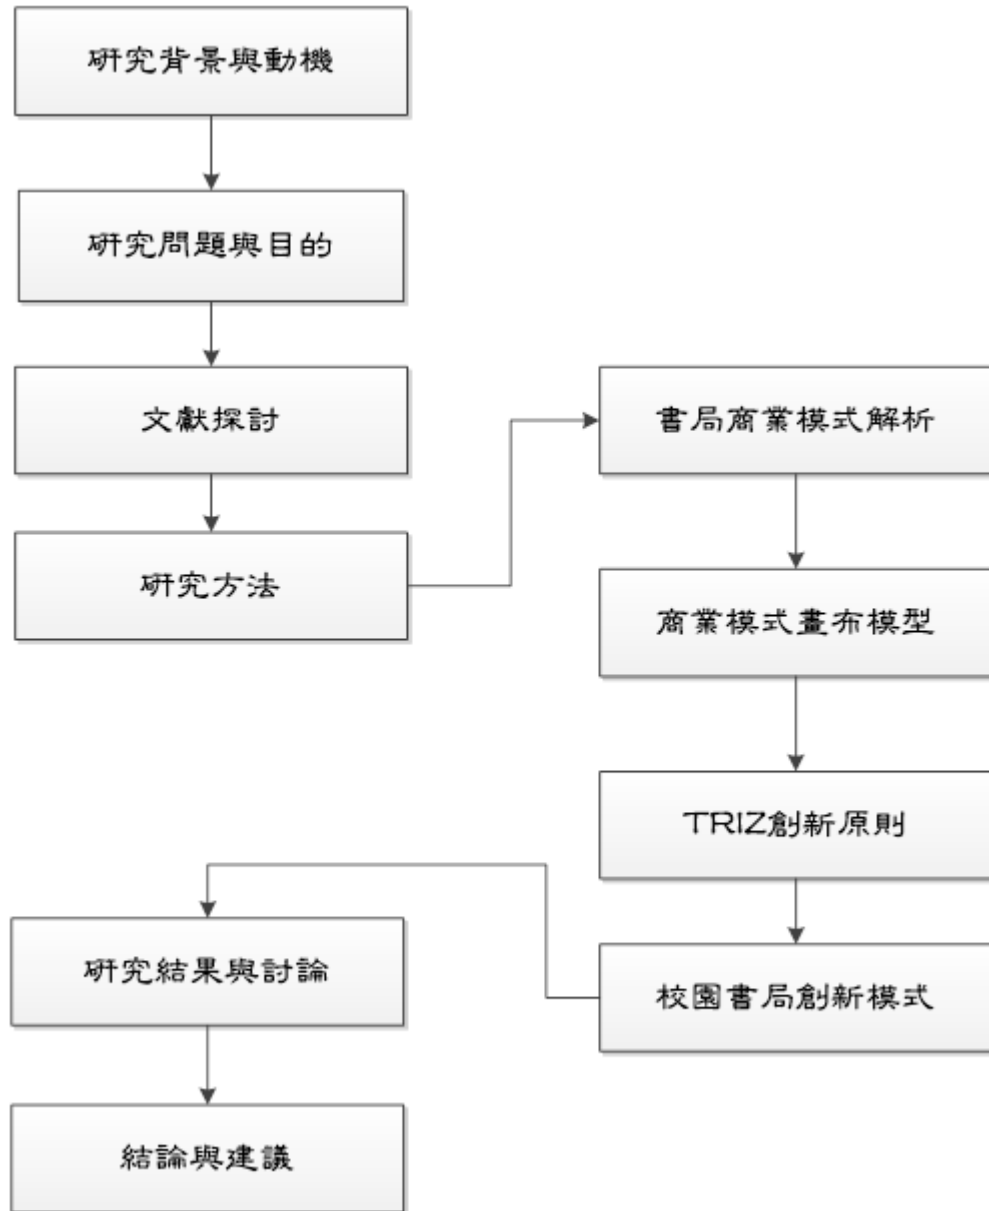 研究背景與動機
研究問題與目的
文獻探討
研究方法
書局商業模式解析
商業模式畫布模型
TRIZ創新原則
校園書局創新模式
研究結果與討論
結論與建議